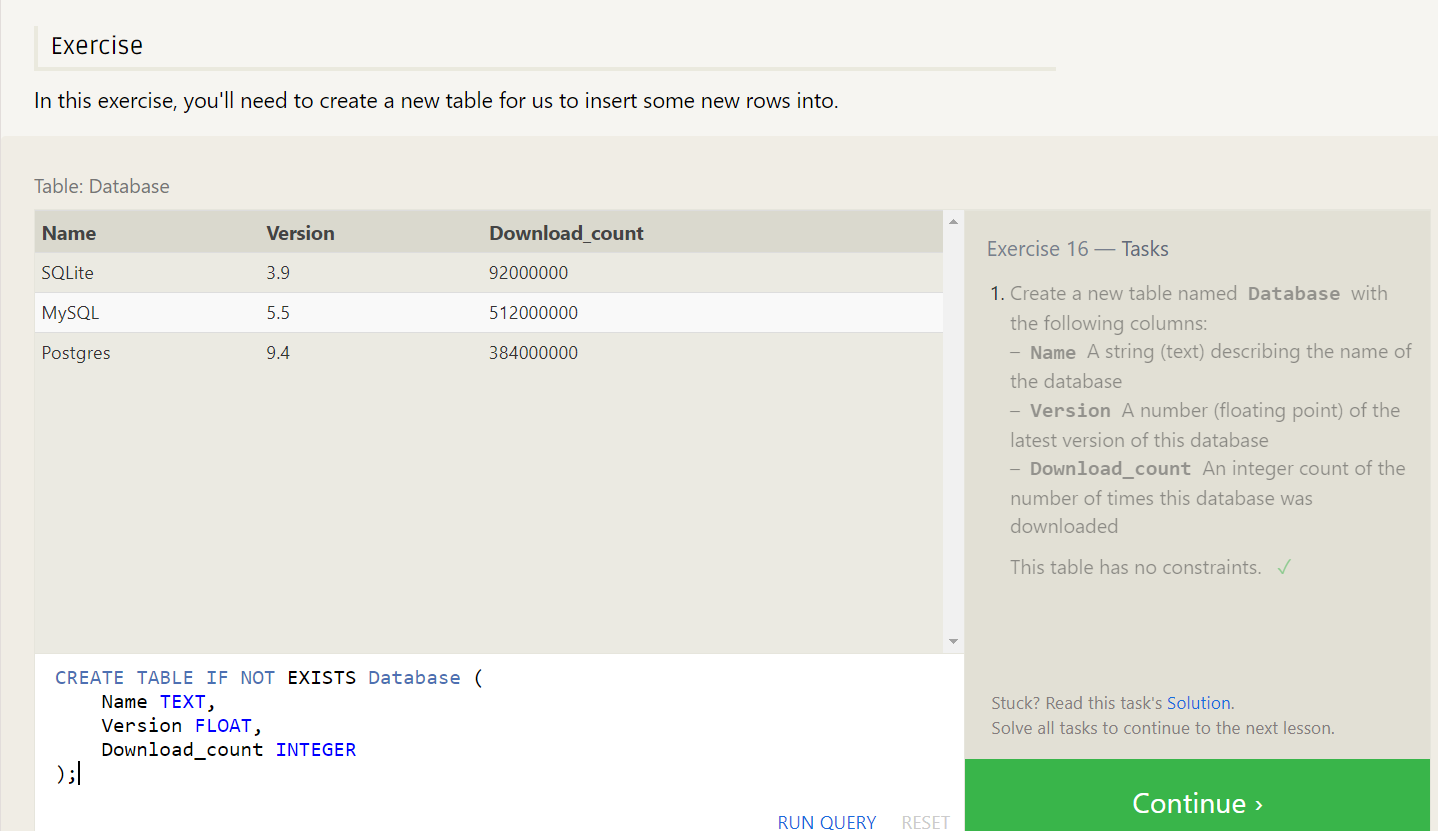 Exercise
In this exercise, you'll need to create a new table for us to insert some new rows into.
Table: Database
Name Version Download_count
SQLite 3.9 92000000
MySQL 5.5 512000000
Postgres 9.4 384000000
CREATE TABLE IF NOT EXISTS Database (
    Name TEXT,
    Version FLOAT,
    Download_count INTEGER
);
RUN QUERY RESET
Exercise 16 — Tasks
1. Create a new table named Database with
the following columns:
– Name A string (text) describing the name of
the database
– Version A number (floating point) of the
latest version of this database
– Download_count An integer count of the
number of times this database was
downloaded
This table has no constraints. ✓
Stuck? Read this task's Solution.
Solve all tasks to continue to the next lesson.
Continue ›